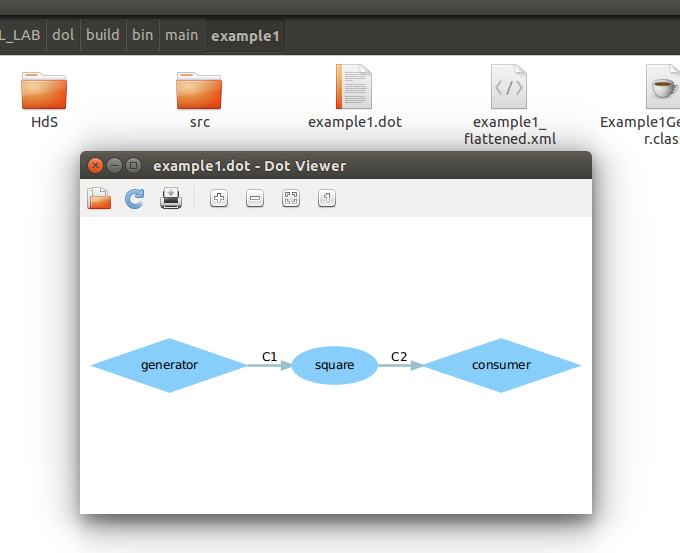 L_LAB dol build bin main example1
HdS src example1.dot example1_ Example1Ge
flattened.xml r.clas
example1.dot - Dot Viewer
1
generator C1 square C2 consumer